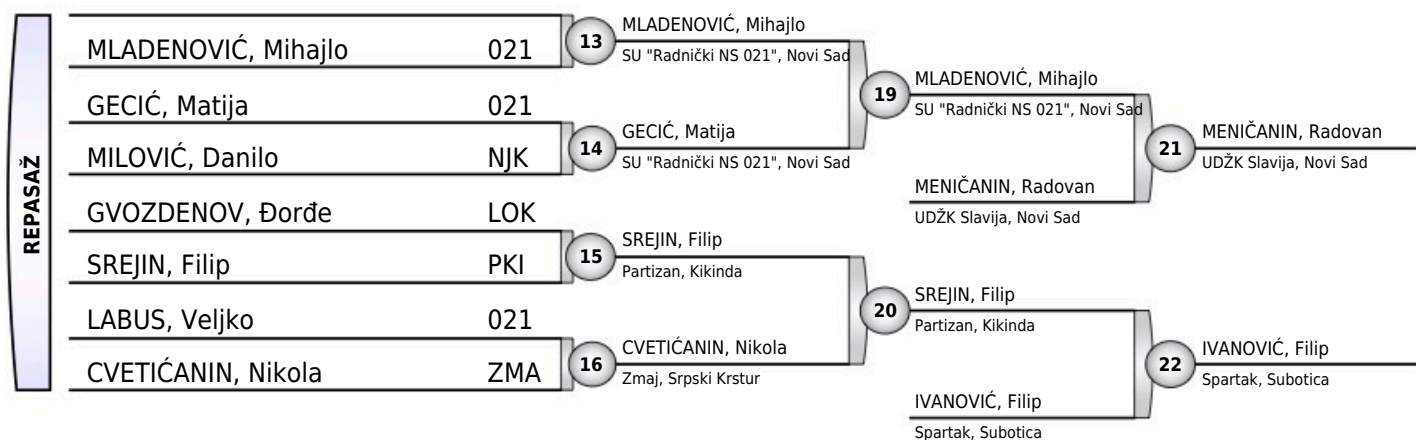 REPASAŽ
MLADENOVIĆ, Mihajlo 021
GECIĆ, Matija 021
MILOVIĆ, Danilo NJK
GVOZDENOV, Đorđe LOK
SREJIN, Filip PKI
LABUS, Veljko 021
CVETIĆANIN, Nikola ZMA
13
MLADENOVIĆ, Mihajlo
SU "Radnički NS 021", Novi Sad
14
GECIĆ, Matija
SU "Radnički NS 021", Novi Sad
15
SREJIN, Filip
Partizan, Kikinda
16
CVETIĆANIN, Nikola
Zmaj, Srpski Krstur
19
MLADENOVIĆ, Mihajlo
SU "Radnički NS 021", Novi Sad
MENIČANIN, Radovan
UDŽK Slavija, Novi Sad
20
SREJIN, Filip
Partizan, Kikinda
IVANOVIĆ, Filip
Spartak, Subotica
21
MENIČANIN, Radovan
UDŽK Slavija, Novi Sad
22
IVANOVIĆ, Filip
Spartak, Subotica